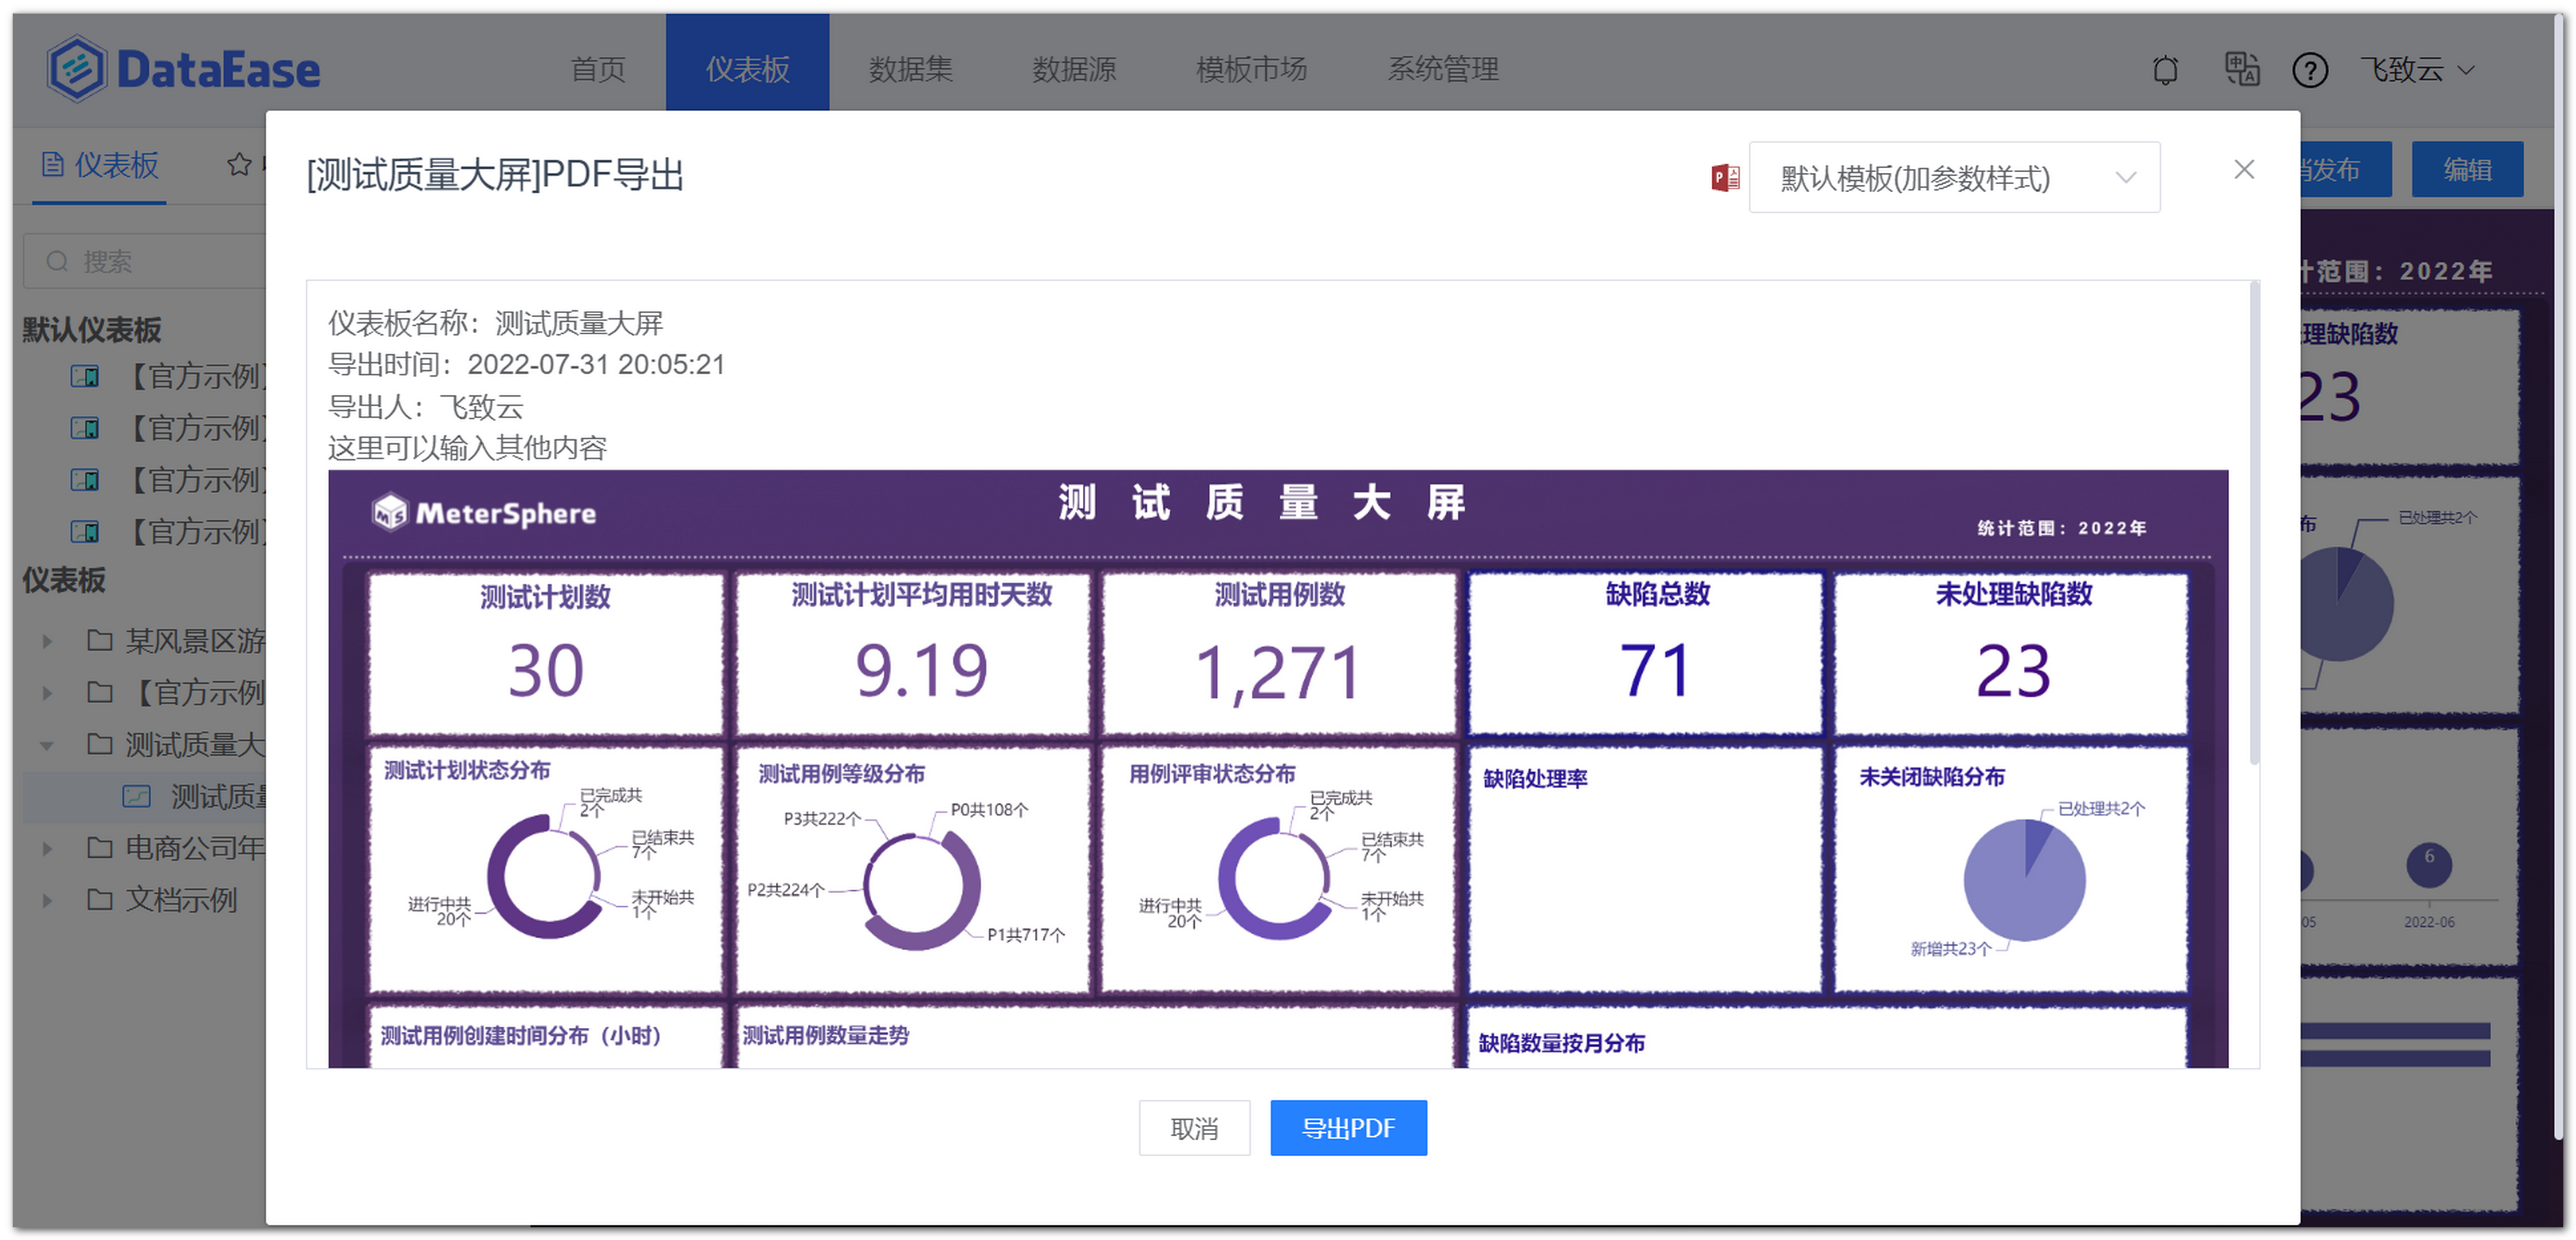 DataEase
首页
仪表板
数据集
数据源
模板市场
系统管理
飞致云
仪表板
[测试质量大屏]PDF导出
默认模板(加参数样式)
发布
编辑
搜索
默认仪表板
【官方示例】
【官方示例】
【官方示例】
【官方示例】
仪表板
某风景区游
【官方示例
测试质量大
测试质量
电商公司年
文档示例
仪表板名称：测试质量大屏
导出时间：2022-07-31 20:05:21
导出人：飞致云
这里可以输入其他内容
MeterSphere
测试质量大屏
统计范围：2022年
测试计划数
30
测试计划平均用时天数
9.19
测试用例数
1,271
缺陷总数
71
未处理缺陷数
23
测试计划状态分布
已完成共
2个
已结束共
7个
未开始共
1个
进行中共
20个
测试用例等级分布
P0共108个
P3共222个
P2共224个
P1共717个
用例评审状态分布
已完成共
2个
已结束共
7个
未开始共
1个
进行中共
20个
缺陷处理率
未关闭缺陷分布
已处理共2个
新增共23个
测试用例创建时间分布（小时）
测试用例数量走势
缺陷数量按月分布
取消
导出PDF
计范围：2022年
理缺陷数
23
布
已处理共2个
6
05
2022-06